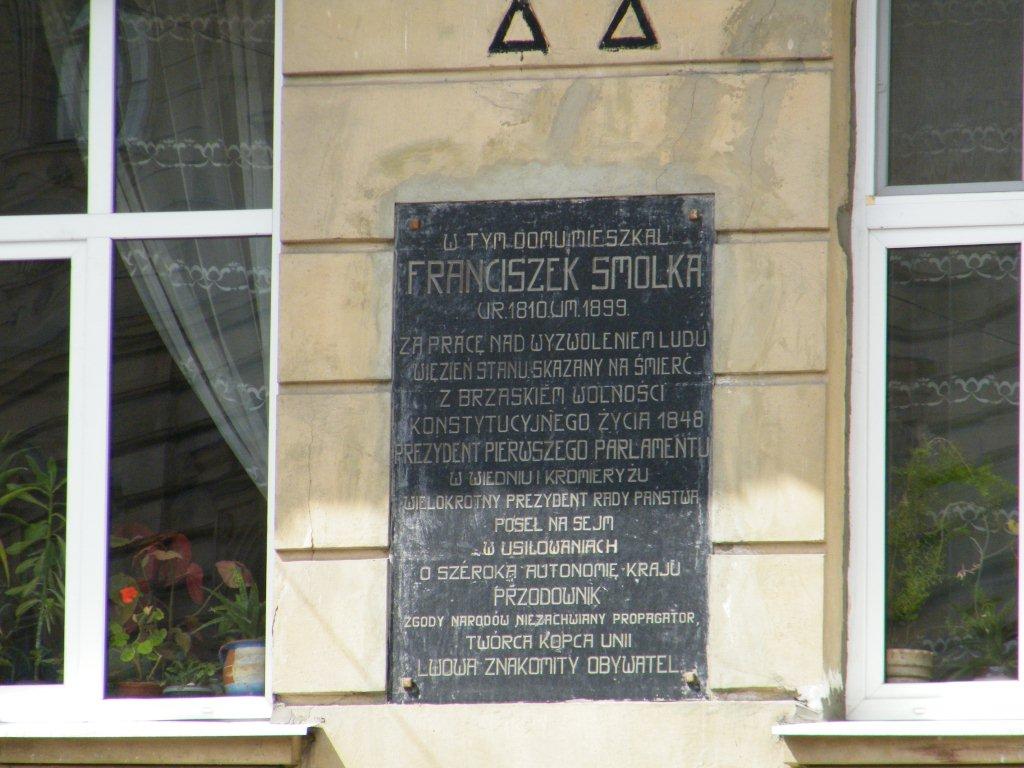 W TYM DOMU MIESZKAŁ
FRANCISZEK SMOLKA
UR.1810.UM.1899.
ZA PRACĘ NAD WYZWOLENIEM LUDU
WIĘZIEŃ STANU, SKAZANY NA ŚMIERĆ
Z BRZASKIEM WOLNOŚCI
KONSTYTUCYJNEGO ŻYCIA 1848
PREZYDENT PIERWSZEGO PARLAMENTU
W WIEDNIU I KROMIERYŻU
WIELOKROTNY PREZYDENT RADY PAŃSTWA
POSEŁ NA SEJM
W USIŁOWANIACH
O SZEROKĄ AUTONOMIĘ KRAJU
PRZODOWNIK
ZGODY NARODÓW NIEZACHWIANY PROPAGATOR,
TWÓRCA KOPCA UNII
LWOWA ZNAKOMITY OBYWATEL